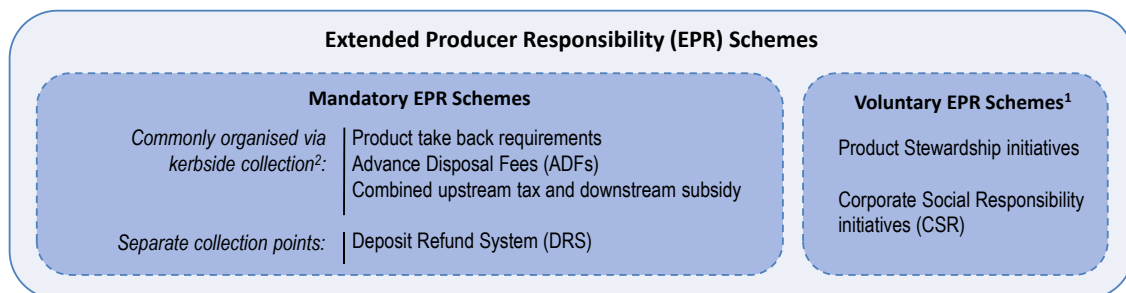 Extended Producer Responsibility (EPR) Schemes
Mandatory EPR Schemes
Commonly organised via
kerbside collection²:
Product take back requirements
Advance Disposal Fees (ADFs)
Combined upstream tax and downstream subsidy
Separate collection points:
Deposit Refund System (DRS)
Voluntary EPR Schemes¹
Product Stewardship initiatives
Corporate Social Responsibility
initiatives (CSR)